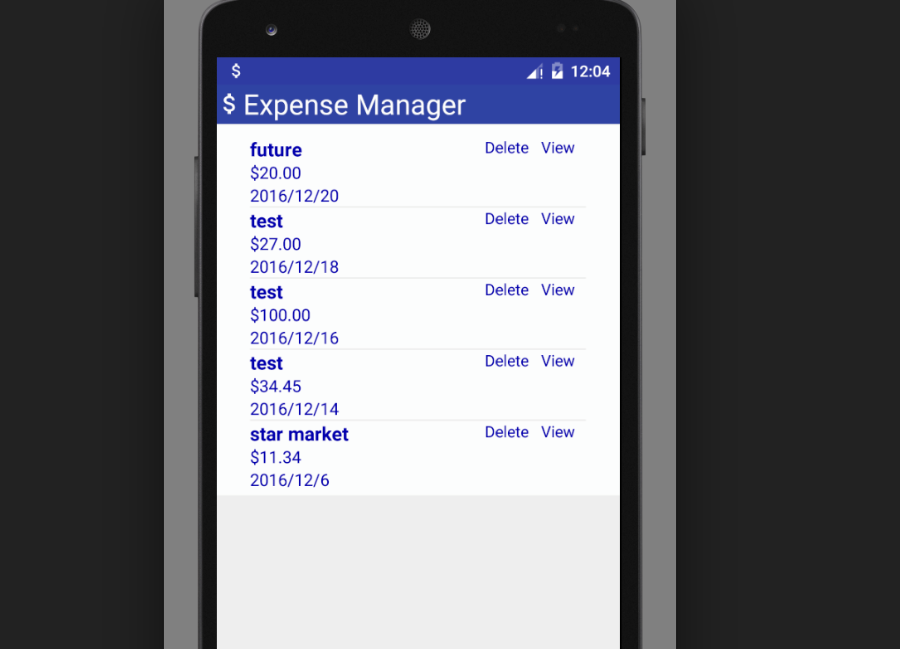 $ 12:04
$ Expense Manager
future Delete View
$20.00
2016/12/20
test Delete View
$27.00
2016/12/18
test Delete View
$100.00
2016/12/16
test Delete View
$34.45
2016/12/14
star market Delete View
$11.34
2016/12/6